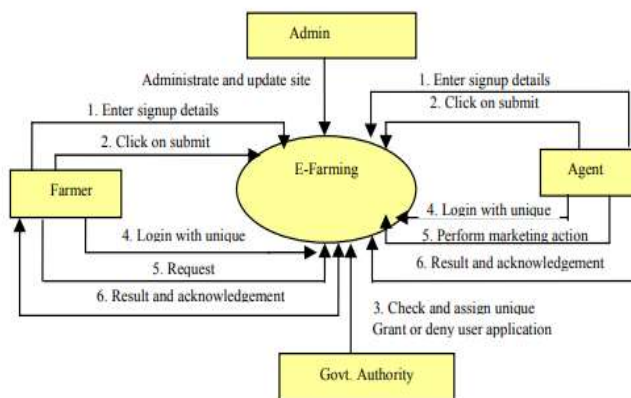 Admin
Administrate and update site
1. Enter signup details
1. Enter signup details
2. Click on submit
2. Click on submit
E-Farming
Farmer
Agent
4. Login with unique
4. Login with unique
5. Perform marketing action
5. Request
6. Result and acknowledgement
6. Result and acknowledgement
3. Check and assign unique
Grant or deny user application
Govt. Authority